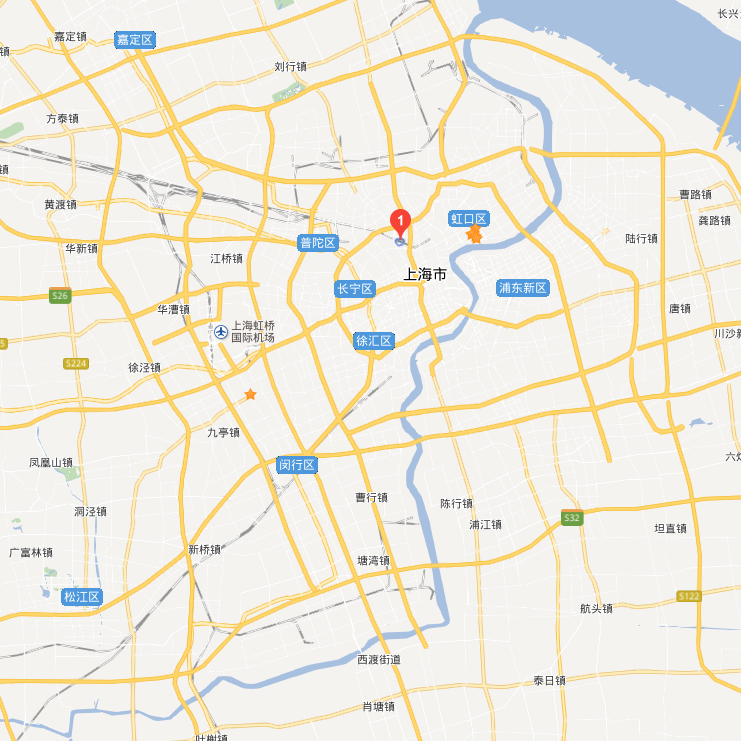 长兴
嘉定镇
嘉定区
镇
刘行镇
方泰镇
镇
曹路镇
黄渡镇
龚路镇
1
虹口区
陆行镇
华新镇
普陀区
江桥镇
上海市
长宁区
浦东新区
S26
华漕镇
唐镇
上海虹桥
国际机场
川沙新
徐汇区
5
S224
徐泾镇
九亭镇
凤凰山镇
闵行区
曹行镇
陈行镇
洞泾镇
S32
浦江镇
坦直镇
广富林镇
新桥镇
塘湾镇
松江区
S122
航头镇
西渡街道
泰日镇
肖塘镇
叶榭镇